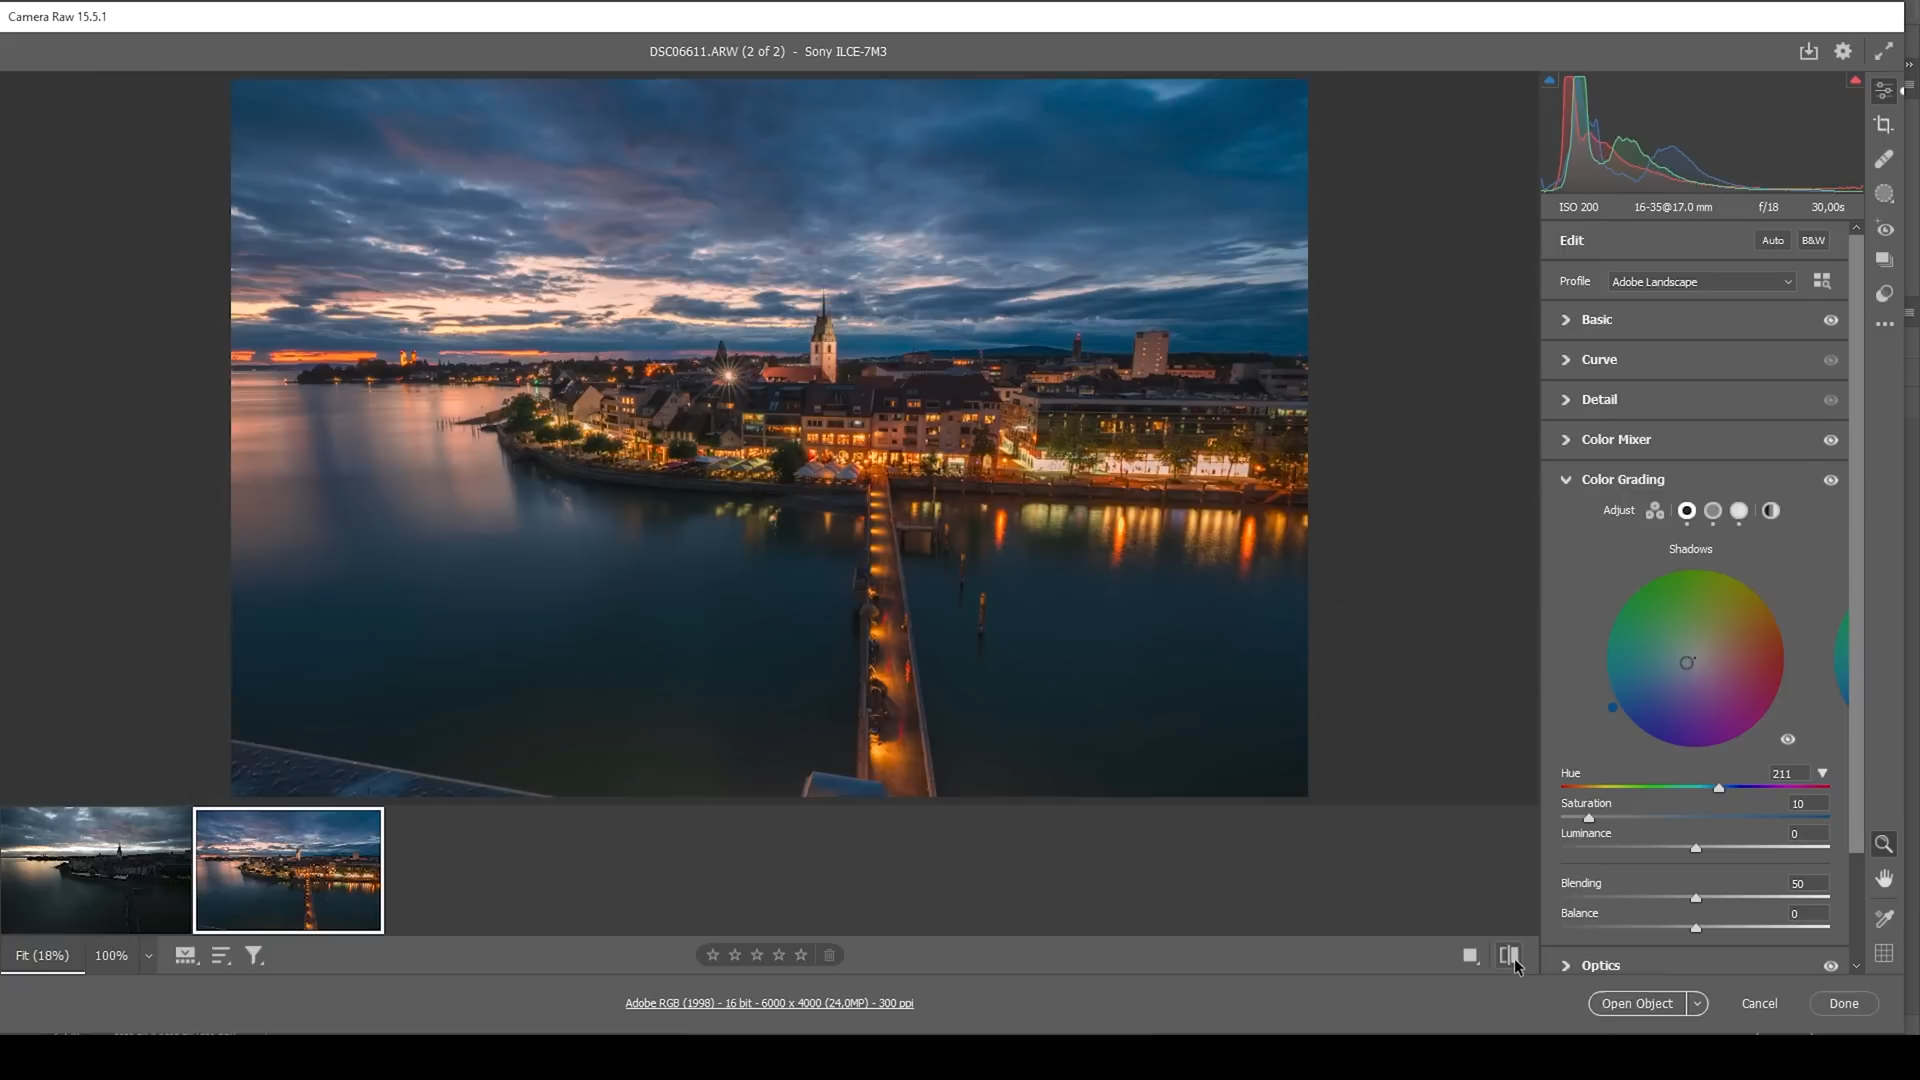 Camera Raw 15.5.1
DSC06611.ARW (2 of 2) - Sony ILCE-7M3
ISO 200 16-35@17.0 mm f/18 30,00s
Edit Auto B&W
Profile Adobe Landscape
Basic
Curve
Detail
Color Mixer
Color Grading
Adjust
Shadows
Hue 211
Saturation 10
Luminance 0
Blending 50
Balance 0
Optics
Fit (18%) 100%
Adobe RGB (1998) - 16 bit - 6000 x 4000 (24,0MP) - 300 ppi
Open Object Cancel Done